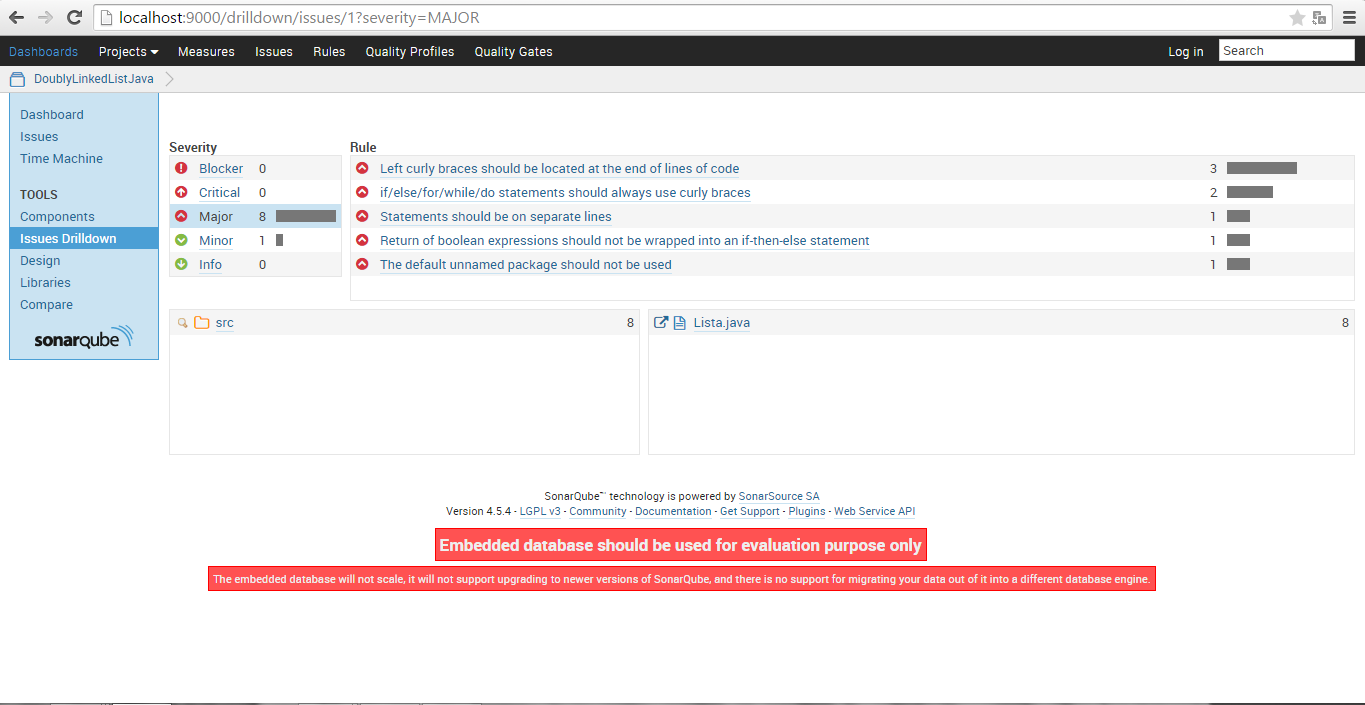 localhost:9000/drilldown/issues/1?severity=MAJOR
Dashboards Projects Measures Issues Rules Quality Profiles Quality Gates Log in Search
DoublyLinkedListJava
Dashboard
Issues
Time Machine
TOOLS
Components
Issues Drilldown
Design
Libraries
Compare
sonarqube
Severity
Blocker 0
Critical 0
Major 8
Minor 1
Info 0
Rule
Left curly braces should be located at the end of lines of code 3
if/else/for/while/do statements should always use curly braces 2
Statements should be on separate lines 1
Return of boolean expressions should not be wrapped into an if-then-else statement 1
The default unnamed package should not be used 1
src 8
Lista.java 8
SonarQube™ technology is powered by SonarSource SA
Version 4.5.4 - LGPL v3 - Community - Documentation - Get Support - Plugins - Web Service API
Embedded database should be used for evaluation purpose only
The embedded database will not scale, it will not support upgrading to newer versions of SonarQube, and there is no support for migrating your data out of it into a different database engine.